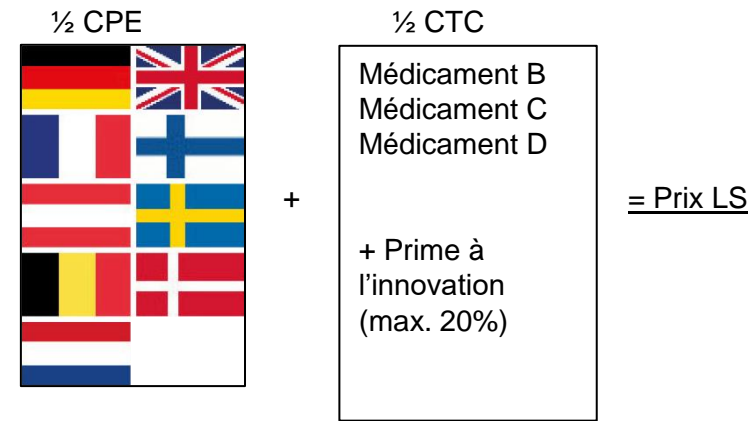 ½ CPE
½ CTC
Médicament B
Médicament C
Médicament D
+
= Prix LS
+ Prime à
l’innovation
(max. 20%)